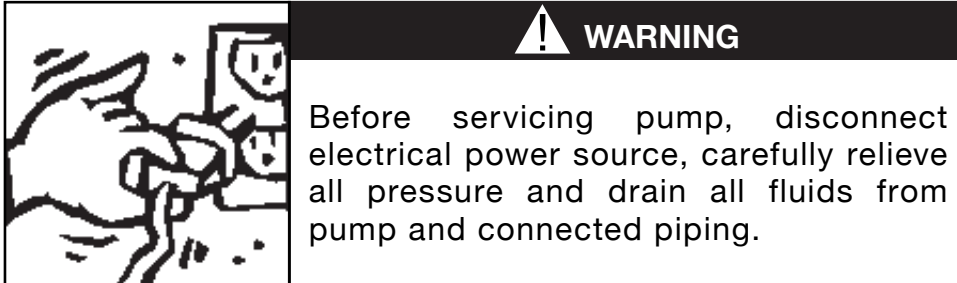 WARNING
Before servicing pump, disconnect
electrical power source, carefully relieve
all pressure and drain all fluids from
pump and connected piping.